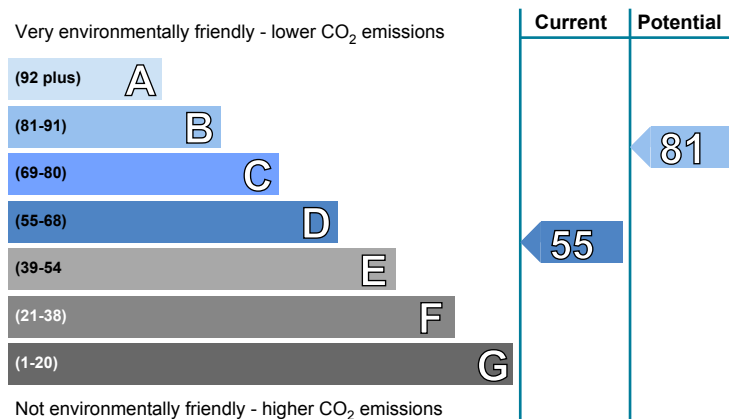 Current Potential
Very environmentally friendly - lower CO₂ emissions
(92 plus) A
(81-91) B
81
(69-80) C
(55-68) D
55
(39-54 E
(21-38) F
(1-20) G
Not environmentally friendly - higher CO₂ emissions